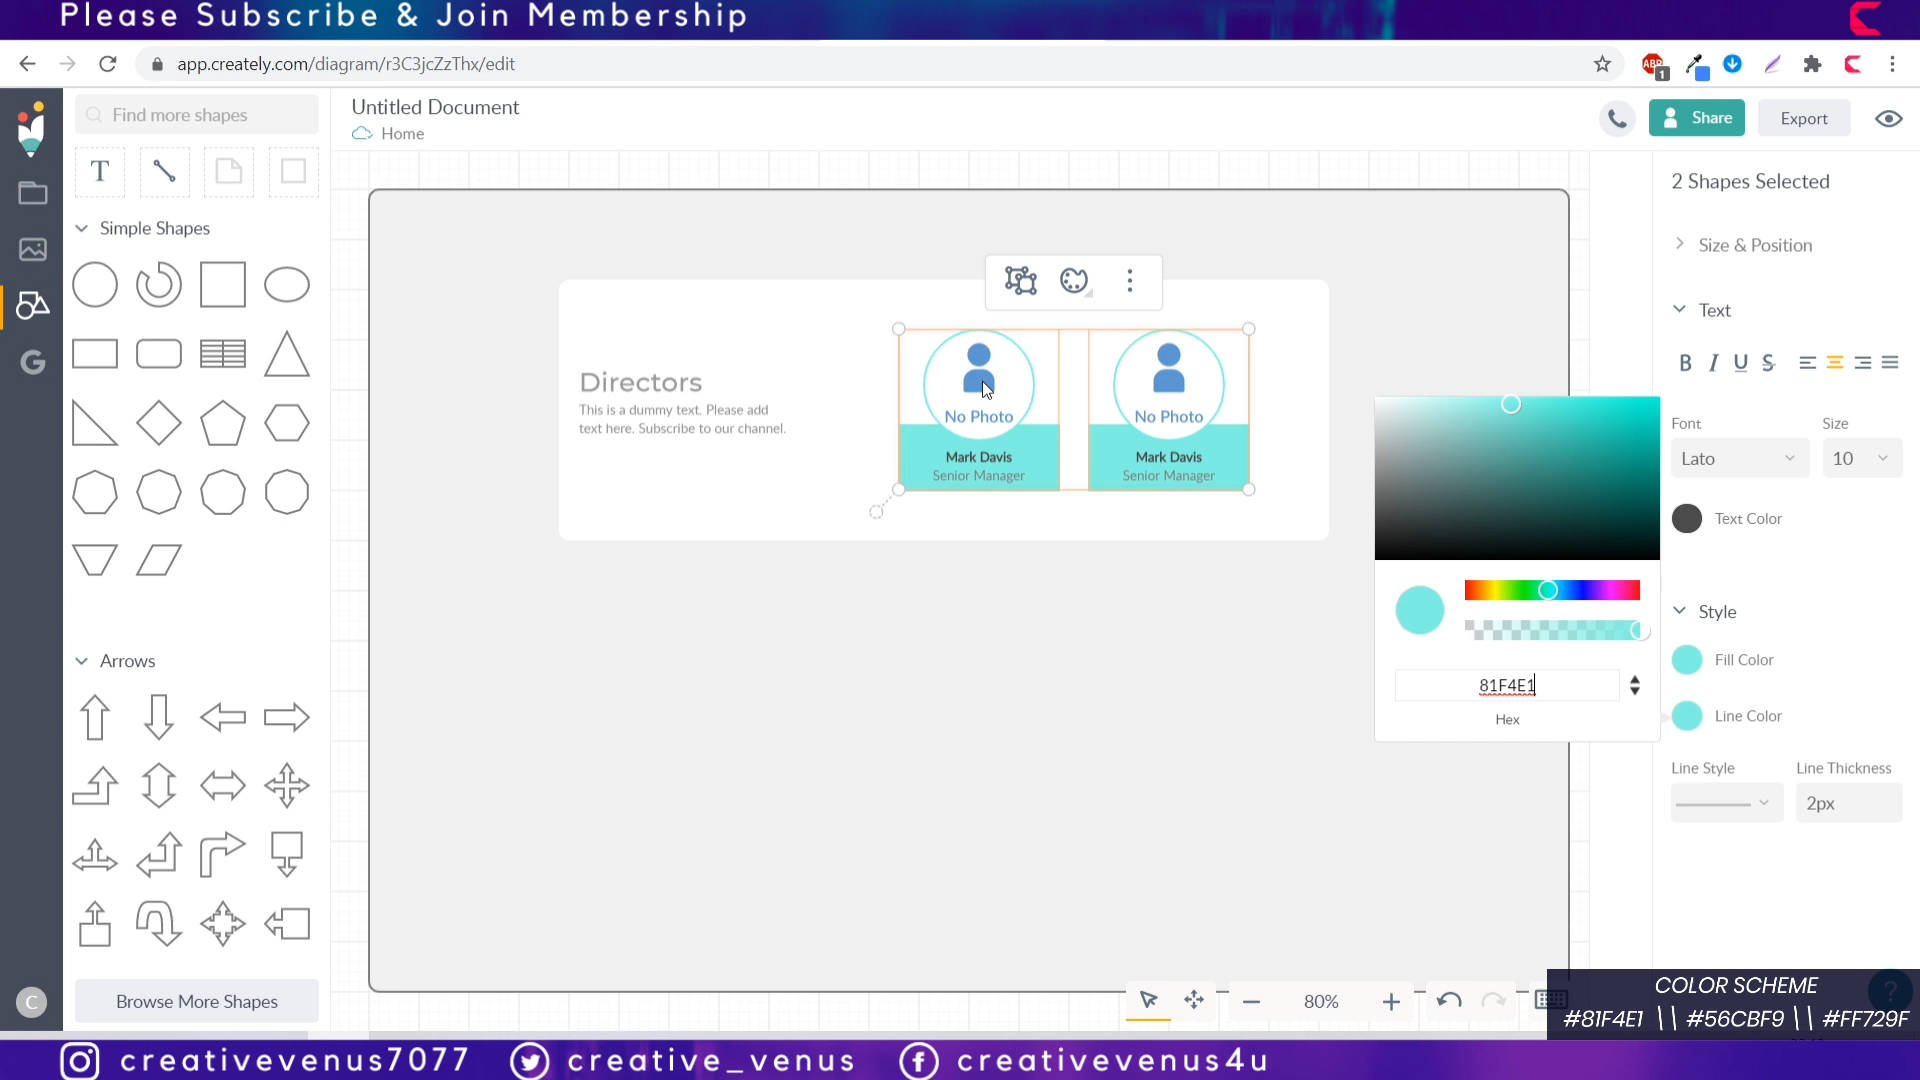 Please Subscribe & Join Membership
app.creately.com/diagram/r3C3jcZzThx/edit
ABP
1
Find more shapes
Untitled Document
Home
Share
Export
T
Simple Shapes
Arrows
Browse More Shapes
C
Directors
This is a dummy text. Please add
text here. Subscribe to our channel.
No Photo
Mark Davis
Senior Manager
No Photo
Mark Davis
Senior Manager
81F4E1
Hex
2 Shapes Selected
Size & Position
Text
B I U S
Font
Size
Lato
10
Text Color
Style
Fill Color
Line Color
Line Style
Line Thickness
2px
80%
?
COLOR SCHEME
#81F4E1 \\ #56CBF9 \\ #FF729F
creativevenus7077
creative_venus
creativevenus4u